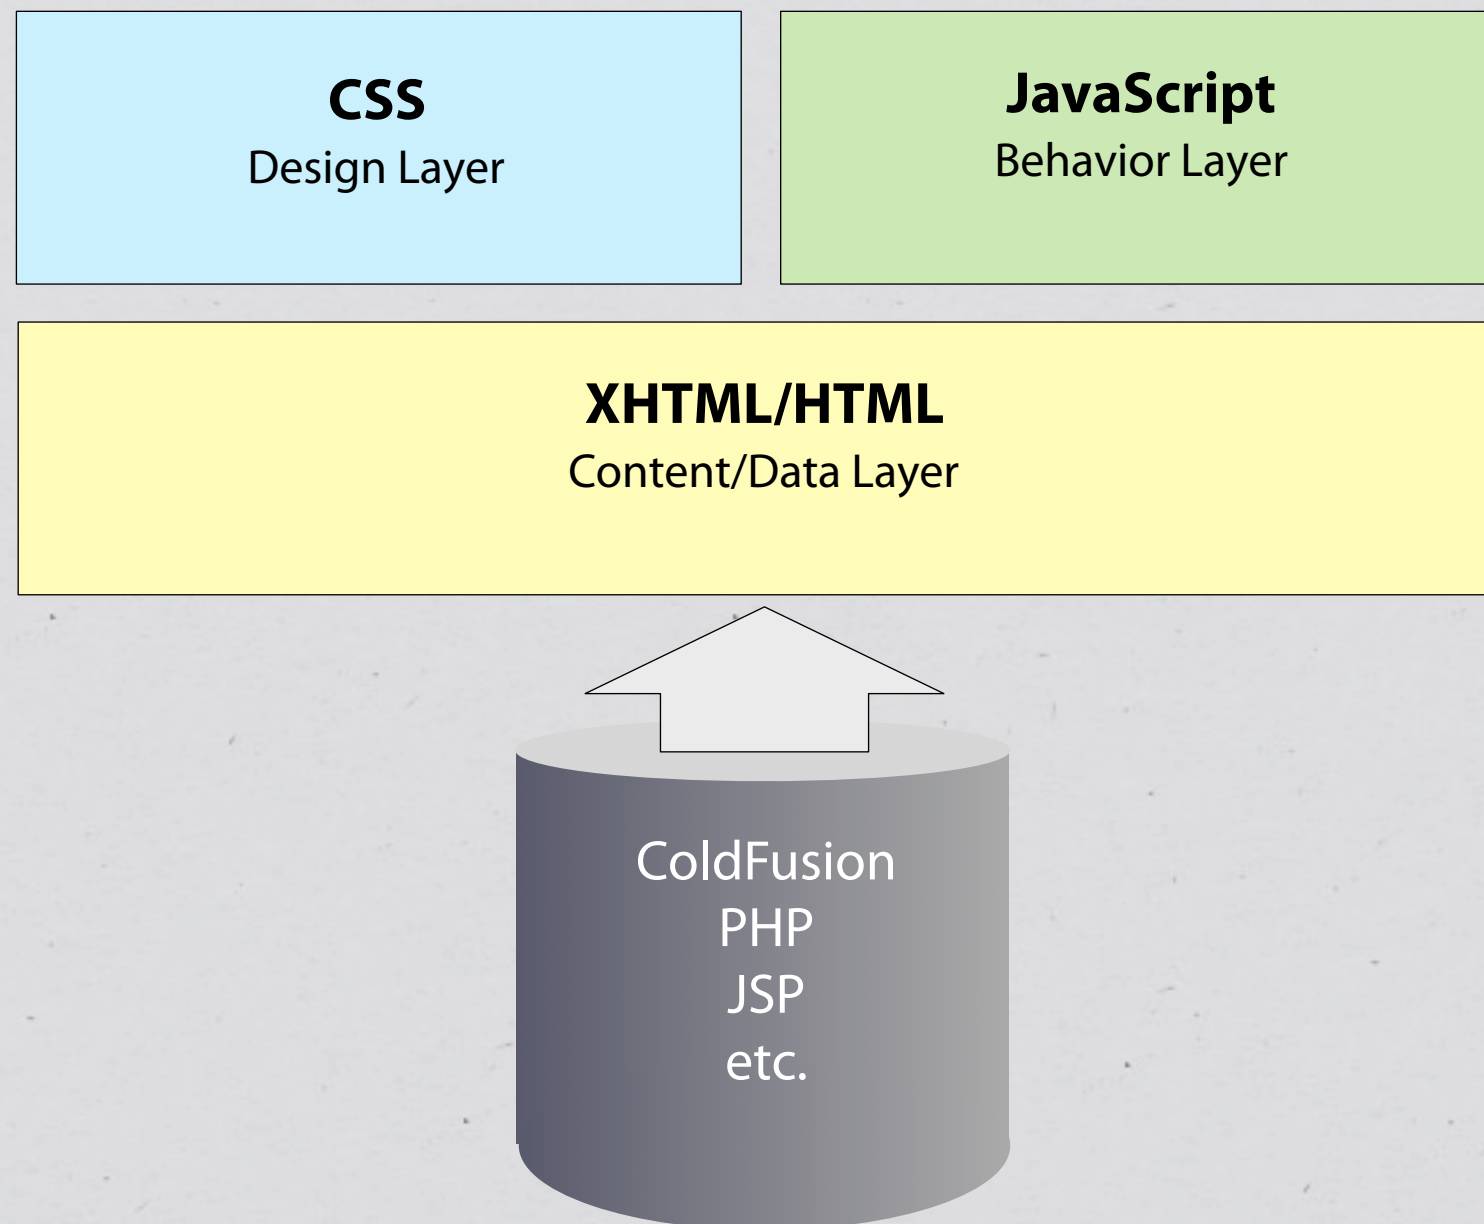 CSS
Design Layer
JavaScript
Behavior Layer
XHTML/HTML
Content/Data Layer
ColdFusion
PHP
JSP
etc.